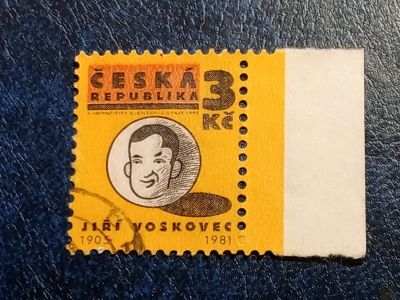 ČESKÁ
REPUBLIKA
3
Kč
JIŘÍ VOSKOVEC
1905 1981